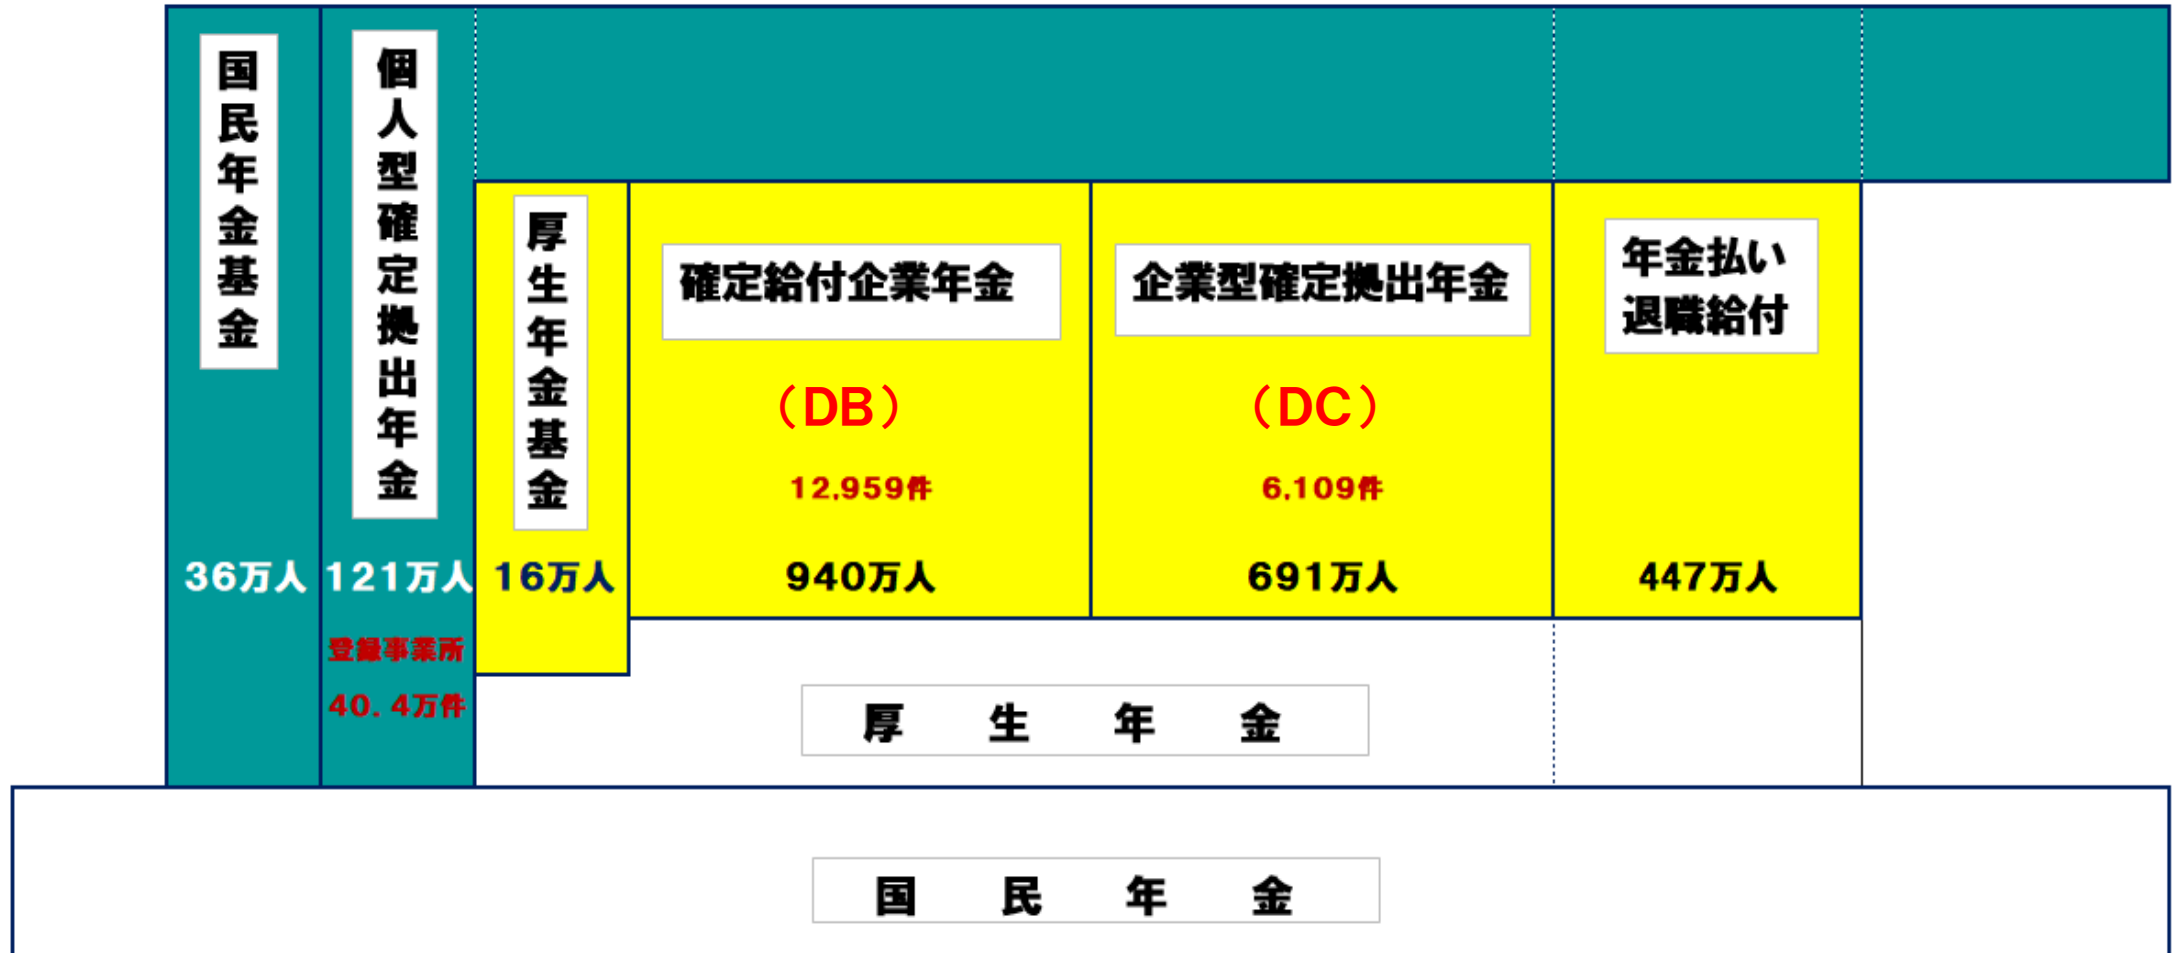 国民年金基金
36万人
個人型確定拠出年金
121万人
登録事業所
40.4万件
厚生年金基金
16万人
確定給付企業年金
（DB）
12,959件
940万人
企業型確定拠出年金
（DC）
6,109件
691万人
年金払い
退職給付
447万人
厚生年金
国民年金